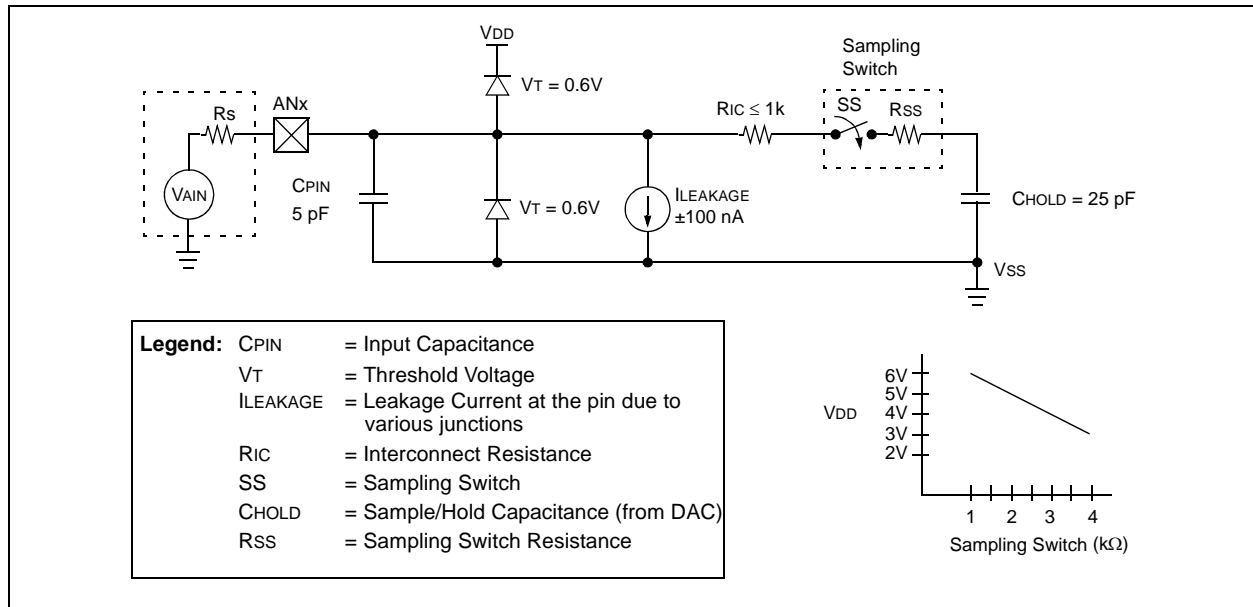 VDD
Sampling
Switch
VT = 0.6V
RS
ANx
RIC ≤ 1k
SS
RSS
VAIN
CPIN
5 pF
VT = 0.6V
ILEAKAGE
±100 nA
CHOLD = 25 pF
VSS
Legend: CPIN = Input Capacitance
VT = Threshold Voltage
ILEAKAGE = Leakage Current at the pin due to
various junctions
RIC = Interconnect Resistance
SS = Sampling Switch
CHOLD = Sample/Hold Capacitance (from DAC)
RSS = Sampling Switch Resistance
6V
5V
VDD 4V
3V
2V
1 2 3 4
Sampling Switch (kΩ)